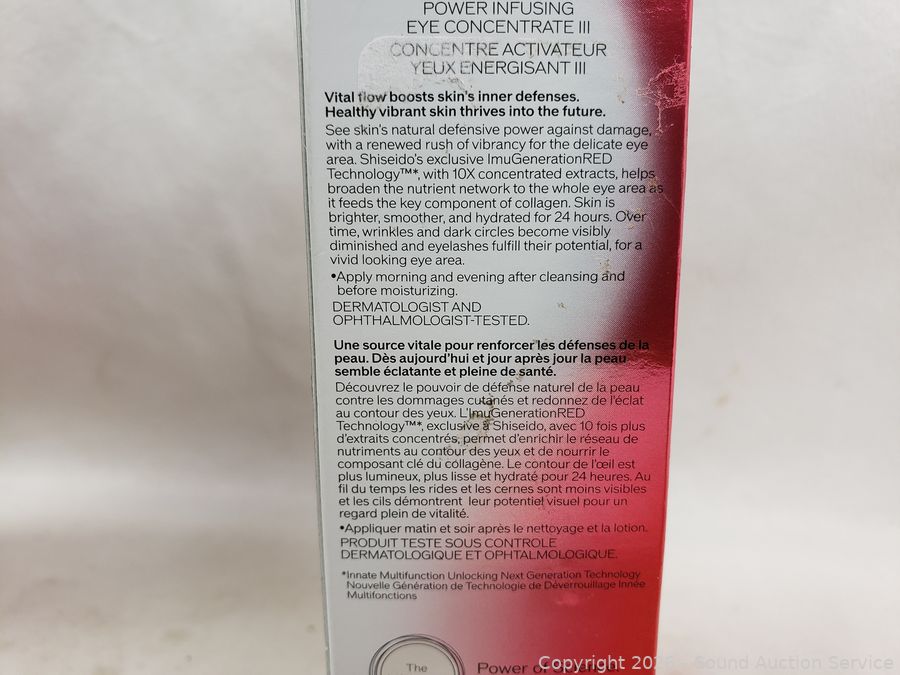 POWER INFUSING
EYE CONCENTRATE III
CONCENTRE ACTIVATEUR
YEUX ENERGISANT III
Vital flow boosts skin's inner defenses.
Healthy vibrant skin thrives into the future.
See skin's natural defensive power against damage,
with a renewed rush of vibrancy for the delicate eye
area. Shiseido's exclusive ImuGenerationRED
Technology™*, with 10X concentrated extracts, helps
broaden the nutrient network to the whole eye area as
it feeds the key component of collagen. Skin is
brighter, smoother, and hydrated for 24 hours. Over
time, wrinkles and dark circles become visibly
diminished and eyelashes fulfill their potential, for a
vivid looking eye area.
•Apply morning and evening after cleansing and
before moisturizing.
DERMATOLOGIST AND
OPHTHALMOLOGIST-TESTED.
Une source vitale pour renforcer les défenses de la
peau. Dès aujourd'hui et jour après jour la peau
semble éclatante et pleine de santé.
Découvrez le pouvoir de défense naturel de la peau
contre les dommages cutanés et redonnez de l'éclat
au contour des yeux. L'ImuGenerationRED
Technology™*, exclusive à Shiseido, avec 10 fois plus
d'extraits concentrés, permet d'enrichir le réseau de
nutriments au contour des yeux et de nourrir le
composant clé du collagène. Le contour de l'œil est
plus lumineux, plus lisse et hydraté pour 24 heures. Au
fil du temps les rides et les cernes sont moins visibles
et les cils démontrent leur potentiel visuel pour un
regard plein de vitalité.
•Appliquer matin et soir après le nettoyage et la lotion.
PRODUIT TESTE SOUS CONTROLE
DERMATOLOGIQUE ET OPHTALMOLOGIQUE.
*Innate Multifunction Unlocking Next Generation Technology
Nouvelle Génération de Technologie de Déverrouillage Innée
Multifonctions
The
Power of
Copyright Sound Auction Service